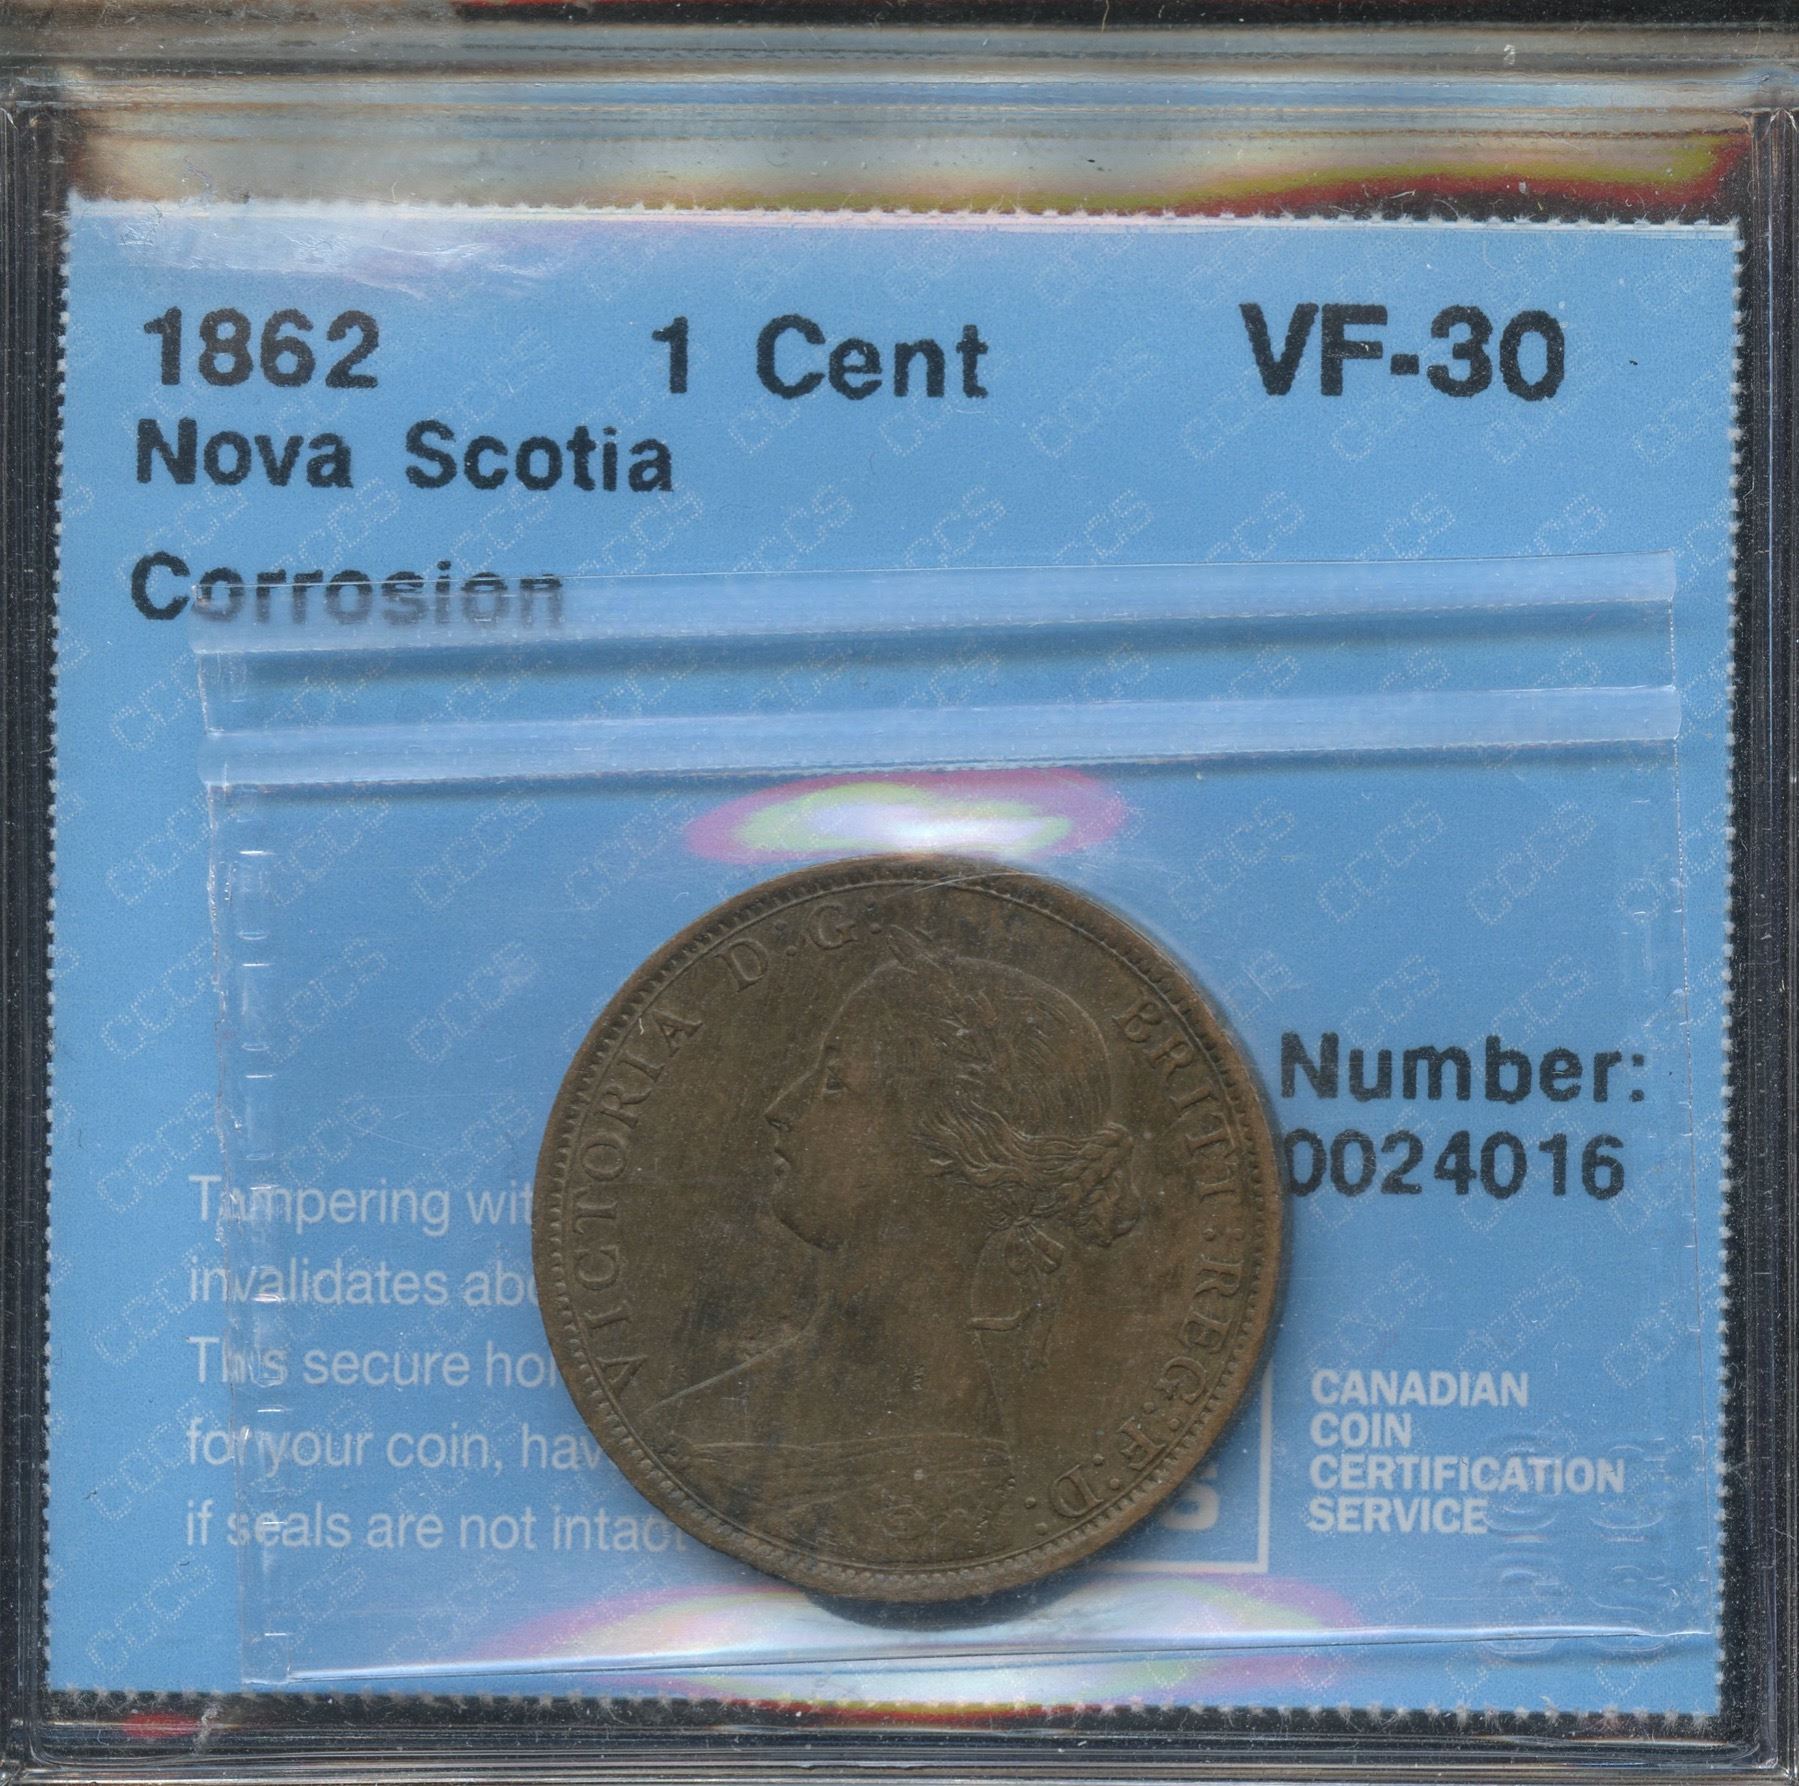 1862 1 Cent VF-30
Nova Scotia
Corrosion
Number:
0024016
Tampering wit
invalidates abo
This secure hol
for your coin, hav
if seals are not intact
CANADIAN
COIN
CERTIFICATION
SERVICE
VICTORIA D:G: BRITT:REG:F:D:
CCCS